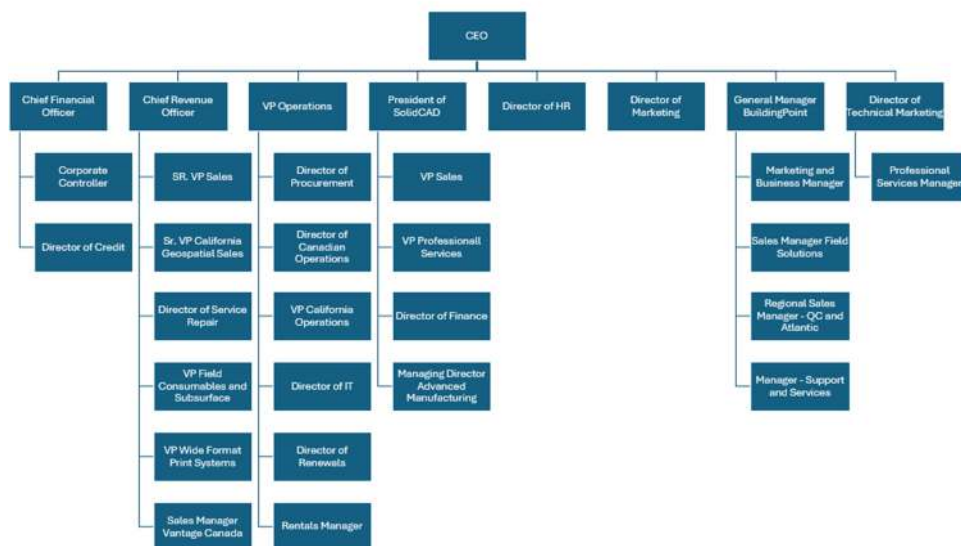 CEO
Chief Financial
Officer
Chief Revenue
Officer
VP Operations
President of
SolidCAD
Director of HR
Director of
Marketing
General Manager
BuildingPoint
Director of
Technical Marketing
Corporate
Controller
Director of Credit
SR. VP Sales
Sr. VP California
Geospatial Sales
Director of Service
Repair
VP Field
Consumables and
Subsurface
VP Wide Format
Print Systems
Sales Manager
Vantage Canada
Director of
Procurement
Director of
Canadian
Operations
VP California
Operations
Director of IT
Director of
Renewals
Rentals Manager
VP Sales
VP Professionall
Services
Director of Finance
Managing Director
Advanced
Manufacturing
Marketing and
Business Manager
Sales Manager Field
Solutions
Regional Sales
Manager - QC and
Atlantic
Manager - Support
and Services
Professional
Services Manager